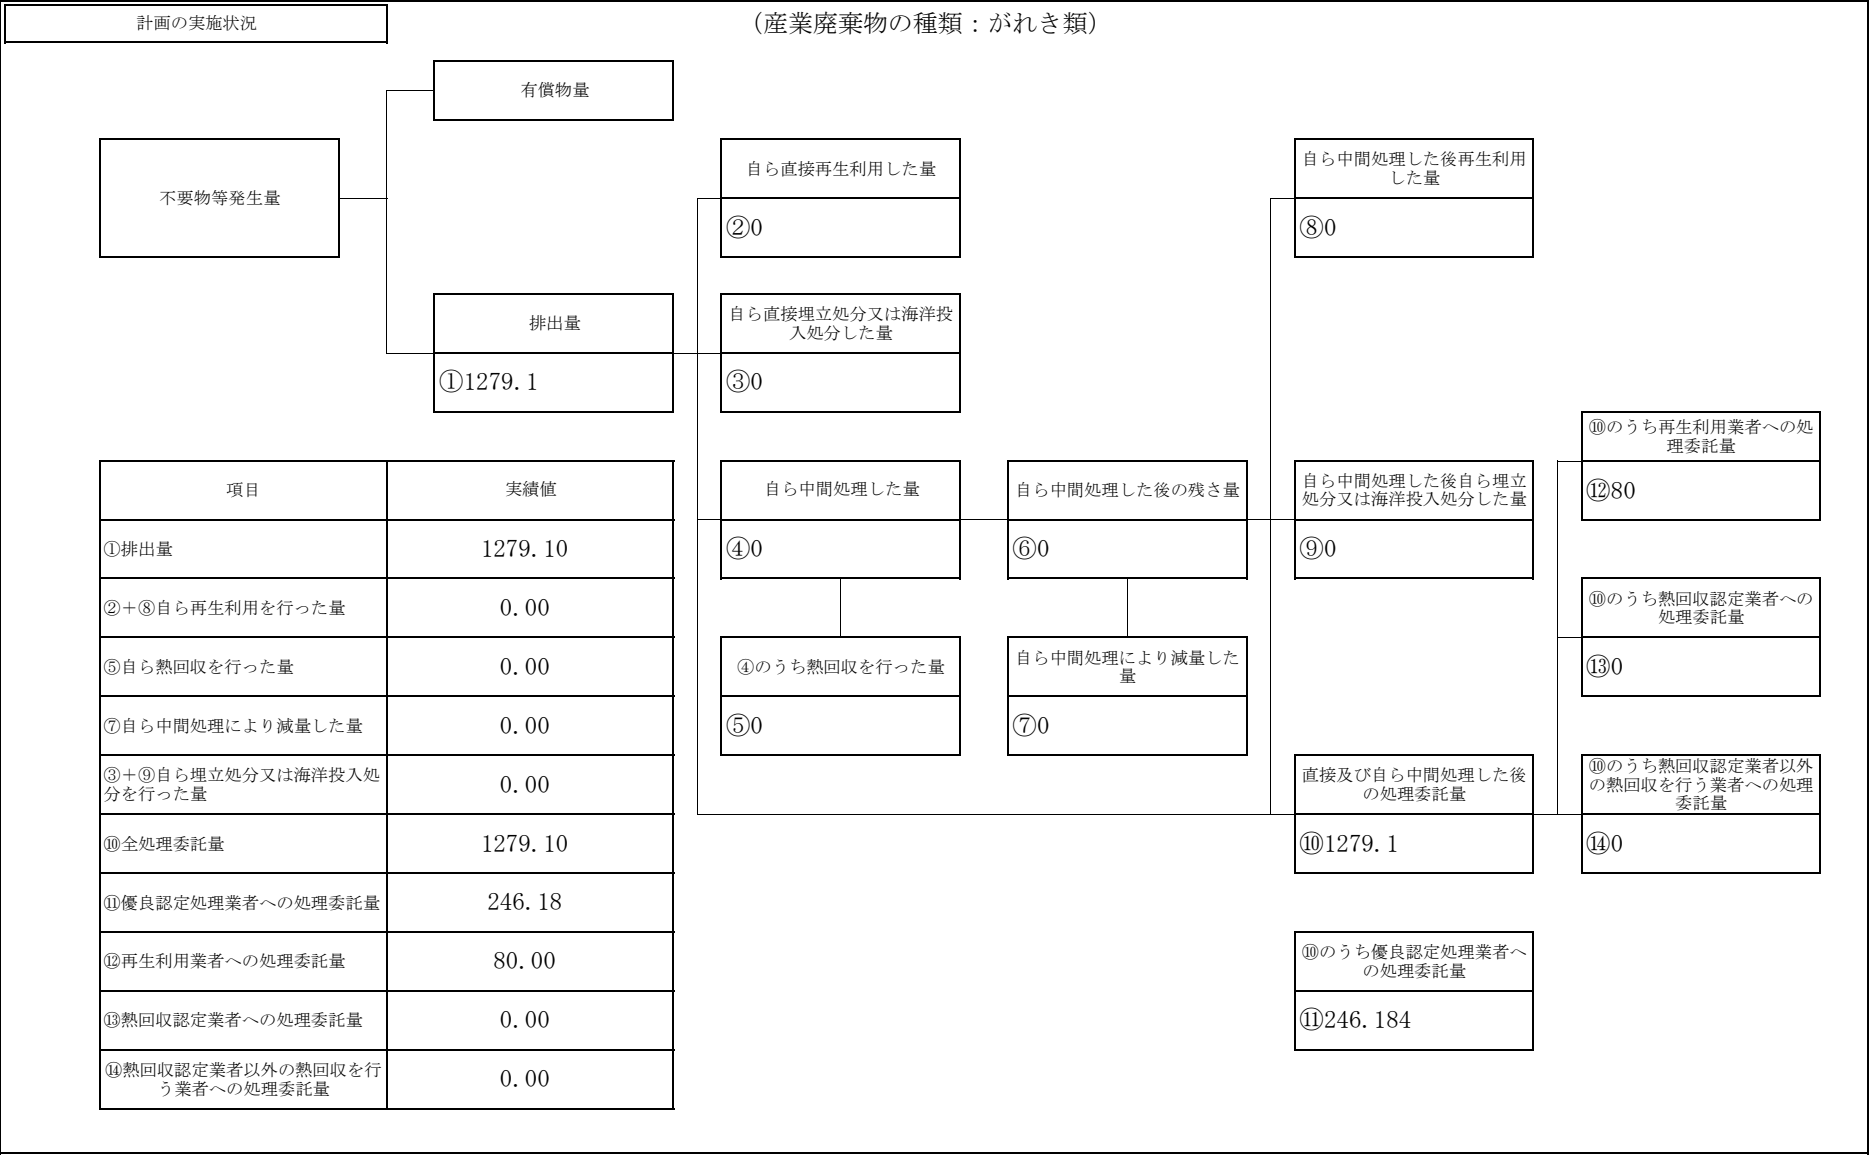 計画の実施状況
（産業廃棄物の種類：がれき類）
有償物量
不要物等発生量
排出量
①1279.1
自ら直接再生利用した量
②0
自ら直接埋立処分又は海洋投
入処分した量
③0
自ら中間処理した量
④0
④のうち熱回収を行った量
⑤0
自ら中間処理した後の残さ量
⑥0
自ら中間処理により減量した
量
⑦0
自ら中間処理した後再生利用
した量
⑧0
自ら中間処理した後自ら埋立
処分又は海洋投入処分した量
⑨0
直接及び自ら中間処理した後
の処理委託量
⑩1279.1
⑩のうち優良認定処理業者へ
の処理委託量
⑪246.184
⑩のうち再生利用業者への処
理委託量
⑫80
⑩のうち熱回収認定業者への
処理委託量
⑬0
⑩のうち熱回収認定業者以外
の熱回収を行う業者への処理
委託量
⑭0
項目 実績値
①排出量 1279.10
②＋⑧自ら再生利用を行った量 0.00
⑤自ら熱回収を行った量 0.00
⑦自ら中間処理により減量した量 0.00
③＋⑨自ら埋立処分又は海洋投入処
分を行った量 0.00
⑩全処理委託量 1279.10
⑪優良認定処理業者への処理委託量 246.18
⑫再生利用業者への処理委託量 80.00
⑬熱回収認定業者への処理委託量 0.00
⑭熱回収認定業者以外の熱回収を行
う業者への処理委託量 0.00